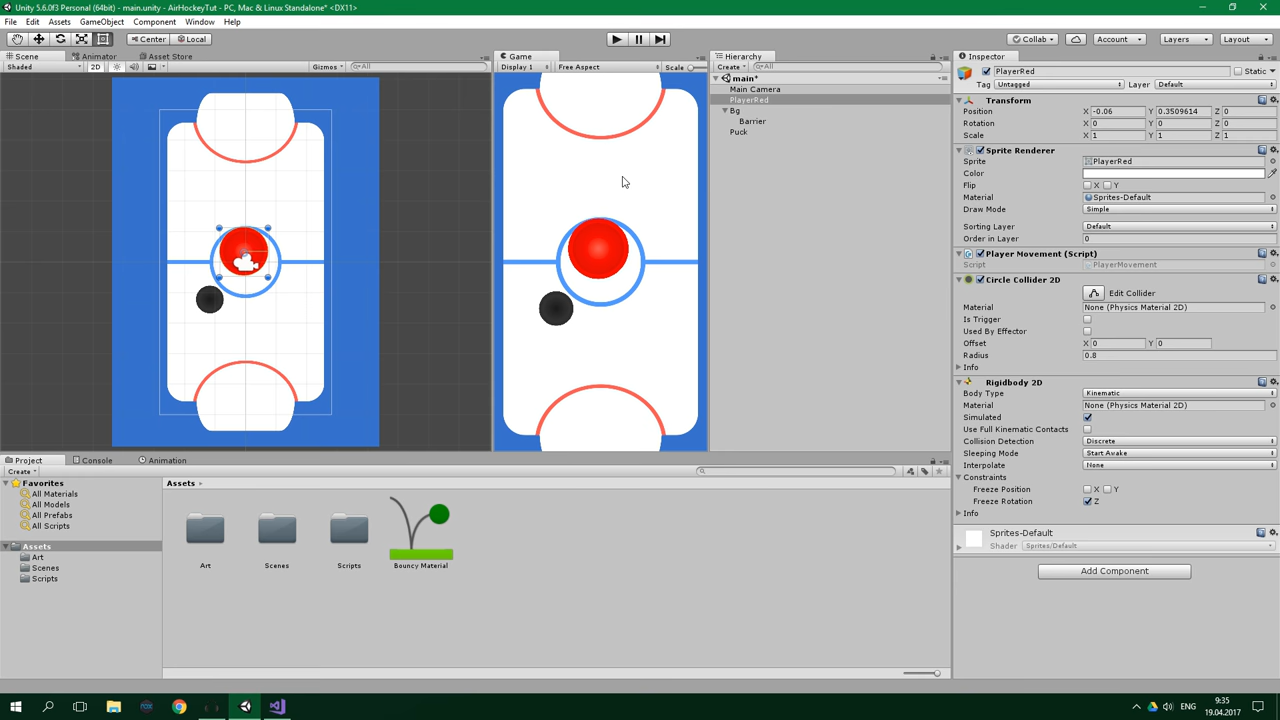 Unity 5.6.0f3 Personal (64bit) - main.unity - AirHockeyTut - PC, Mac & Linux Standalone* <DX11>
File Edit Assets GameObject Component Window Help
Center Local Collab Account Layers Layout
Scene Animator Asset Store
Shaded 2D Gizmos All
Game
Display 1 Free Aspect Scale
Hierarchy
Create All
main*
Main Camera
PlayerRed
Bg
Barrier
Puck
Inspector
PlayerRed Static
Tag Untagged Layer Default
Transform
Position X -0.06 Y 0.3509614 Z 0
Rotation X 0 Y 0 Z 0
Scale X 1 Y 1 Z 1
Sprite Renderer
Sprite PlayerRed
Color
Flip X Y
Material Sprites-Default
Draw Mode Simple
Sorting Layer Default
Order in Layer 0
Player Movement (Script)
Script PlayerMovement
Circle Collider 2D
Edit Collider
Material None (Physics Material 2D)
Is Trigger
Used By Effector
Offset X 0 Y 0
Radius 0.8
Info
Rigidbody 2D
Body Type Kinematic
Material None (Physics Material 2D)
Simulated
Use Full Kinematic Contacts
Collision Detection Discrete
Sleeping Mode Start Awake
Interpolate None
Constraints
Freeze Position X Y
Freeze Rotation Z
Info
Sprites-Default
Shader Sprites/Default
Add Component
Project Console Animation
Create
Favorites
All Materials
All Models
All Prefabs
All Scripts
Assets
Art
Scenes
Scripts
Assets
Art Scenes Scripts Bouncy Material
ENG
9:35
19.04.2017